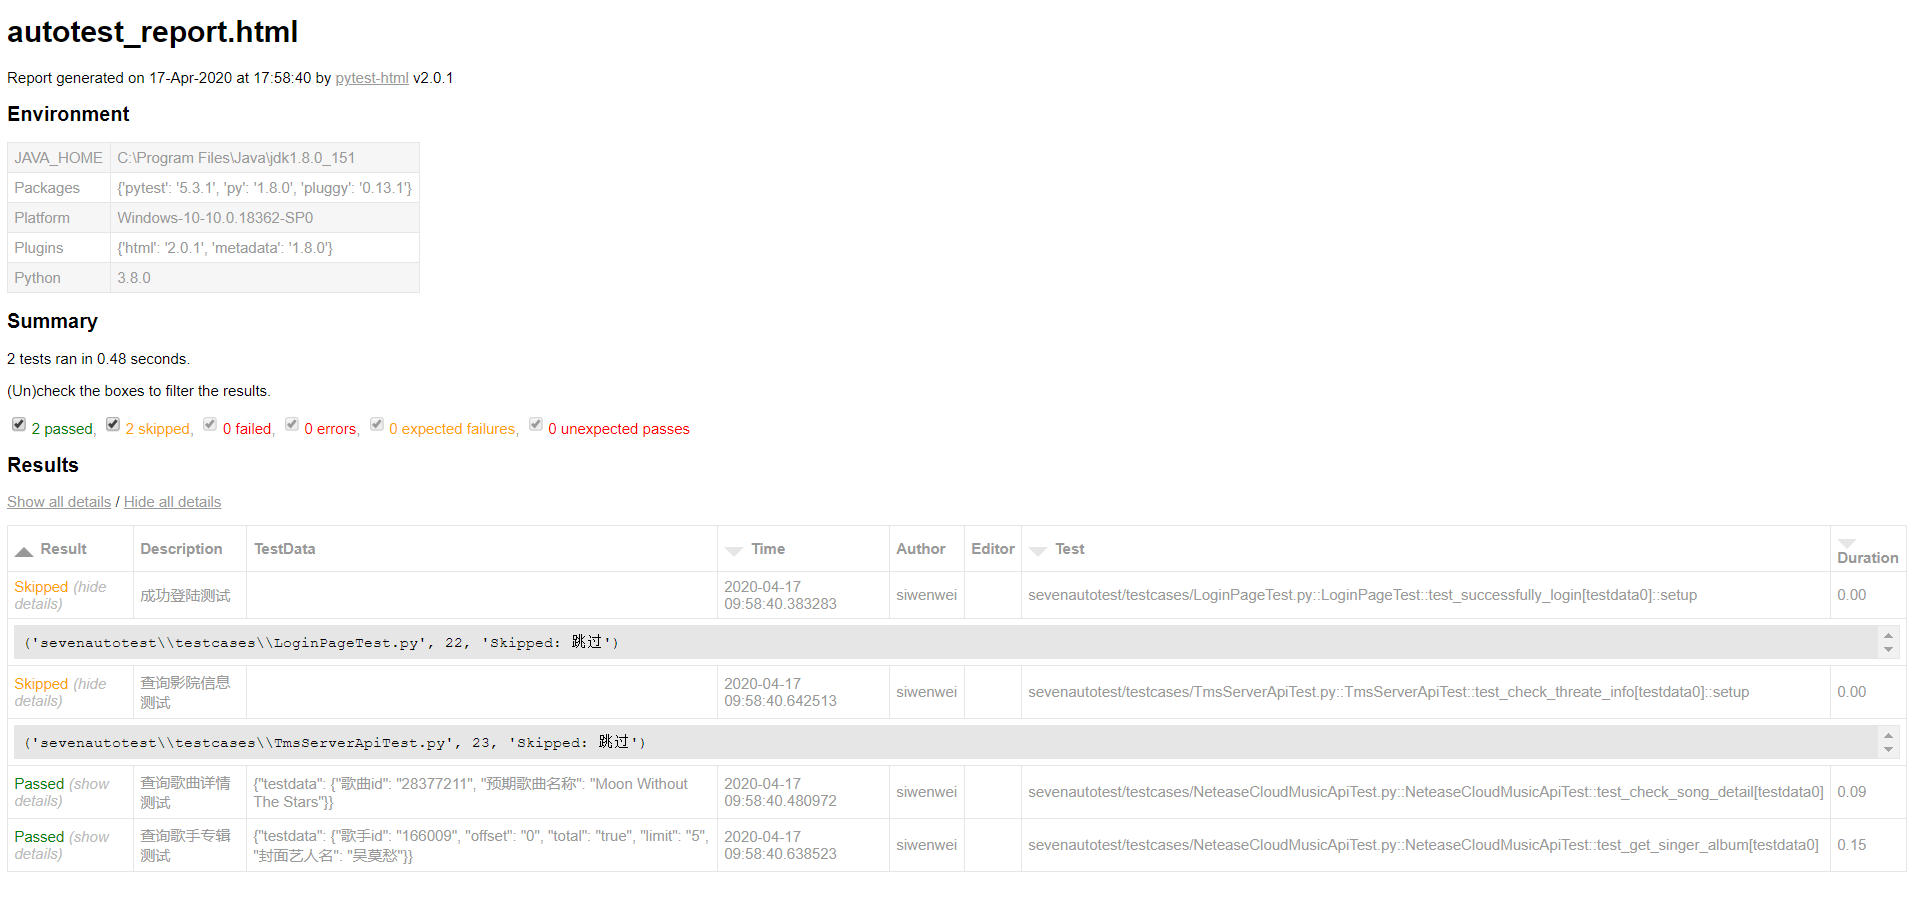 autotest_report.html
Report generated on 17-Apr-2020 at 17:58:40 by pytest-html v2.0.1
Environment
JAVA_HOME C:\Program Files\Java\jdk1.8.0_151
Packages {'pytest': '5.3.1', 'py': '1.8.0', 'pluggy': '0.13.1'}
Platform Windows-10-10.0.18362-SP0
Plugins {'html': '2.0.1', 'metadata': '1.8.0'}
Python 3.8.0
Summary
2 tests ran in 0.48 seconds.
(Un)check the boxes to filter the results.
2 passed, 2 skipped, 0 failed, 0 errors, 0 expected failures, 0 unexpected passes
Results
Show all details / Hide all details
Result Description TestData Time Author Editor Test Duration
Skipped (hide
details)
成功登陆测试
2020-04-17
09:58:40.383283
siwenwei
sevenautotest/testcases/LoginPageTest.py::LoginPageTest::test_successfully_login[testdata0]::setup
0.00
('sevenautotest\\testcases\\LoginPageTest.py', 22, 'Skipped: 跳过')
Skipped (hide
details)
查询影院信息
测试
2020-04-17
09:58:40.642513
siwenwei
sevenautotest/testcases/TmsServerApiTest.py::TmsServerApiTest::test_check_threate_info[testdata0]::setup
0.00
('sevenautotest\\testcases\\TmsServerApiTest.py', 23, 'Skipped: 跳过')
Passed (show
details)
查询歌曲详情
测试
{"testdata": {"歌曲id": "28377211", "预期歌曲名称": "Moon Without
The Stars"}}
2020-04-17
09:58:40.480972
siwenwei
sevenautotest/testcases/NeteaseCloudMusicApiTest.py::NeteaseCloudMusicApiTest::test_check_song_detail[testdata0]
0.09
Passed (show
details)
查询歌手专辑
测试
{"testdata": {"歌手id": "166009", "offset": "0", "total": "true", "limit": "5",
"封面艺人名": "吴莫愁"}}
2020-04-17
09:58:40.638523
siwenwei
sevenautotest/testcases/NeteaseCloudMusicApiTest.py::NeteaseCloudMusicApiTest::test_get_singer_album[testdata0]
0.15